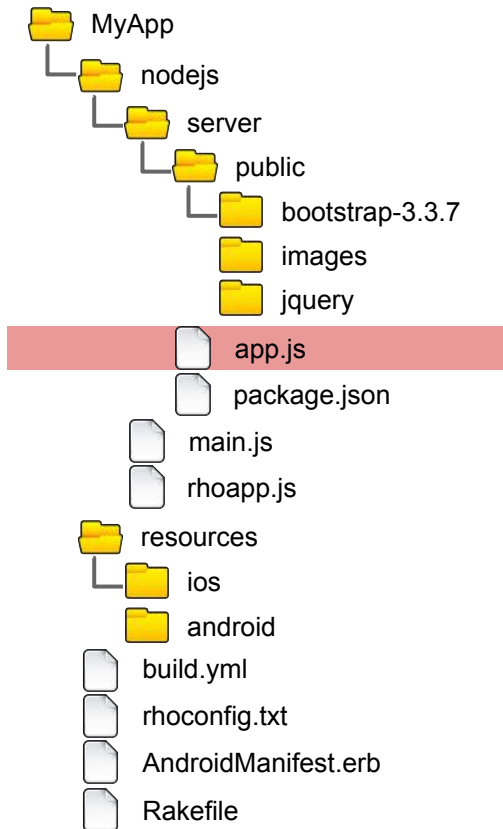 MyApp
nodejs
server
public
bootstrap-3.3.7
images
jquery
app.js
package.json
main.js
rhoapp.js
resources
ios
android
build.yml
rhoconfig.txt
AndroidManifest.erb
Rakefile